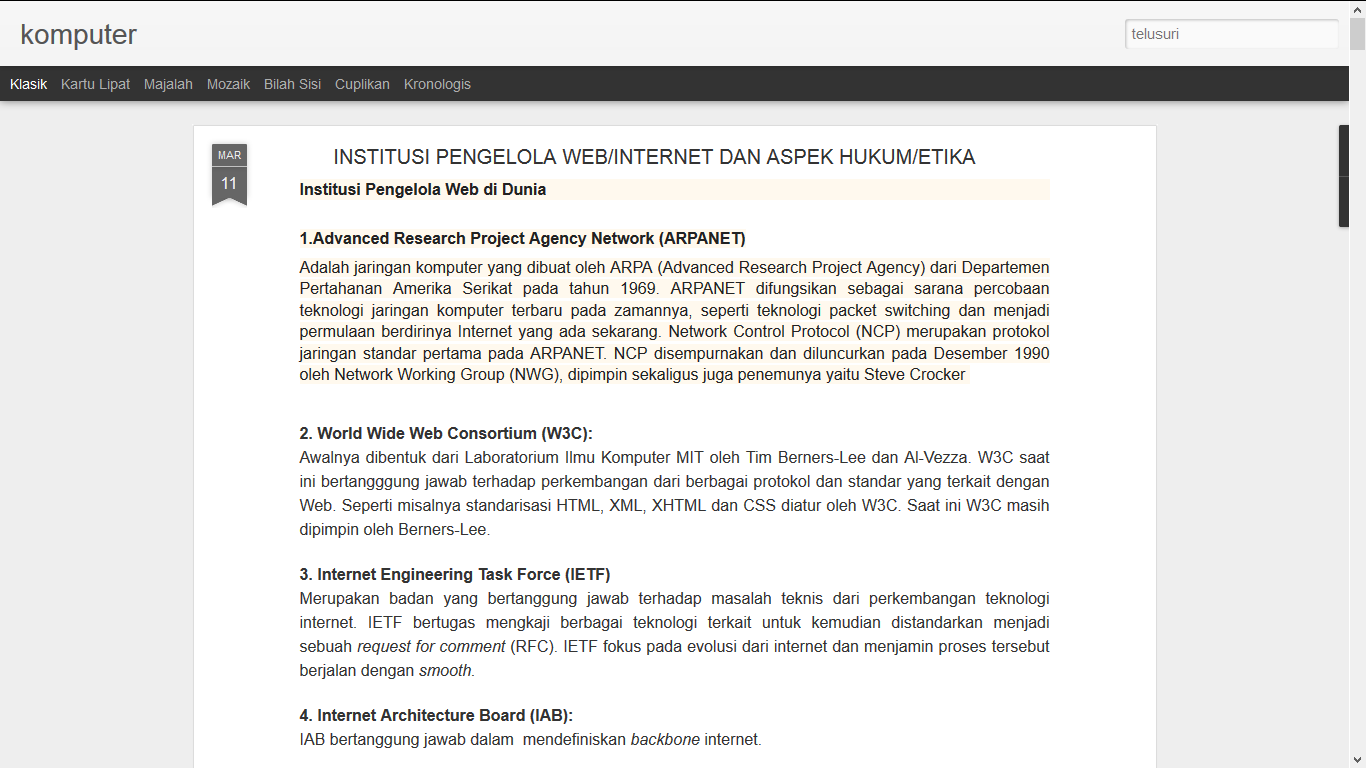 komputer
telusuri
Klasik Kartu Lipat Majalah Mozaik Bilah Sisi Cuplikan Kronologis
MAR
11
INSTITUSI PENGELOLA WEB/INTERNET DAN ASPEK HUKUM/ETIKA
Institusi Pengelola Web di Dunia
1.Advanced Research Project Agency Network (ARPANET)
Adalah jaringan komputer yang dibuat oleh ARPA (Advanced Research Project Agency) dari Departemen
Pertahanan Amerika Serikat pada tahun 1969. ARPANET difungsikan sebagai sarana percobaan
teknologi jaringan komputer terbaru pada zamannya, seperti teknologi packet switching dan menjadi
permulaan berdirinya Internet yang ada sekarang. Network Control Protocol (NCP) merupakan protokol
jaringan standar pertama pada ARPANET. NCP disempurnakan dan diluncurkan pada Desember 1990
oleh Network Working Group (NWG), dipimpin sekaligus juga penemunya yaitu Steve Crocker
2. World Wide Web Consortium (W3C):
Awalnya dibentuk dari Laboratorium Ilmu Komputer MIT oleh Tim Berners-Lee dan Al-Vezza. W3C saat
ini bertangggung jawab terhadap perkembangan dari berbagai protokol dan standar yang terkait dengan
Web. Seperti misalnya standarisasi HTML, XML, XHTML dan CSS diatur oleh W3C. Saat ini W3C masih
dipimpin oleh Berners-Lee.
3. Internet Engineering Task Force (IETF)
Merupakan badan yang bertanggung jawab terhadap masalah teknis dari perkembangan teknologi
internet. IETF bertugas mengkaji berbagai teknologi terkait untuk kemudian distandarkan menjadi
sebuah request for comment (RFC). IETF fokus pada evolusi dari internet dan menjamin proses tersebut
berjalan dengan smooth.
4. Internet Architecture Board (IAB):
IAB bertanggung jawab dalam  mendefiniskan backbone internet.